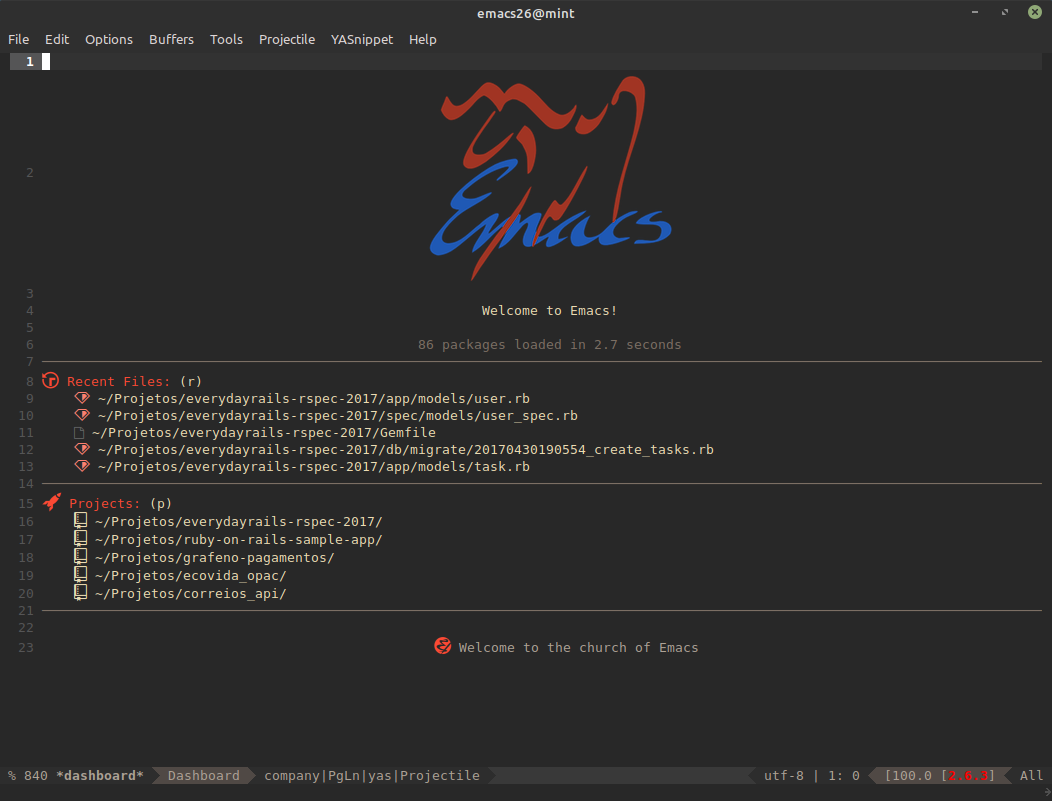 emacs26@mint
File Edit Options Buffers Tools Projectile YASnippet Help
1
2
Emacs
3
4 Welcome to Emacs!
5
6 86 packages loaded in 2.7 seconds
7
8 Recent Files: (r)
9 ~/Projetos/everydayrails-rspec-2017/app/models/user.rb
10 ~/Projetos/everydayrails-rspec-2017/spec/models/user_spec.rb
11 ~/Projetos/everydayrails-rspec-2017/Gemfile
12 ~/Projetos/everydayrails-rspec-2017/db/migrate/20170430190554_create_tasks.rb
13 ~/Projetos/everydayrails-rspec-2017/app/models/task.rb
14
15 Projects: (p)
16 ~/Projetos/everydayrails-rspec-2017/
17 ~/Projetos/ruby-on-rails-sample-app/
18 ~/Projetos/grafeno-pagamentos/
19 ~/Projetos/ecovida_opac/
20 ~/Projetos/correios_api/
21
22
23 Welcome to the church of Emacs
% 840 *dashboard* Dashboard company|PgLn|yas|Projectile utf-8 | 1: 0 [100.0 [2.6.3] All